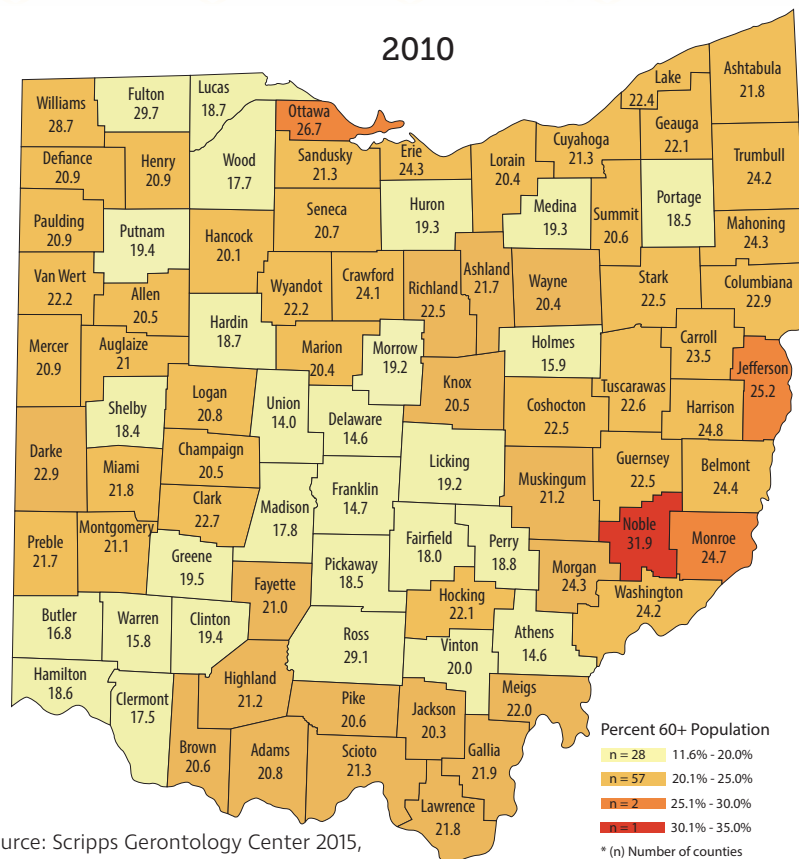 2010
Williams
28.7
Fulton
29.7
Lucas
18.7
Ottawa
26.7
Lake
22.4
Ashtabula
21.8
Geauga
22.1
Cuyahoga
21.3
Defiance
20.9
Henry
20.9
Wood
17.7
Sandusky
21.3
Erie
24.3
Lorain
20.4
Trumbull
24.2
Paulding
20.9
Putnam
19.4
Hancock
20.1
Seneca
20.7
Huron
19.3
Medina
19.3
Summit
20.6
Portage
18.5
Mahoning
24.3
Van Wert
22.2
Allen
20.5
Wyandot
22.2
Crawford
24.1
Richland
22.5
Ashland
21.7
Wayne
20.4
Stark
22.5
Columbiana
22.9
Mercer
20.9
Auglaize
21
Hardin
18.7
Marion
20.4
Morrow
19.2
Holmes
15.9
Carroll
23.5
Jefferson
25.2
Shelby
18.4
Logan
20.8
Union
14.0
Delaware
14.6
Knox
20.5
Coshocton
22.5
Tuscarawas
22.6
Harrison
24.8
Darke
22.9
Miami
21.8
Champaign
20.5
Clark
22.7
Madison
17.8
Franklin
14.7
Licking
19.2
Muskingum
21.2
Guernsey
22.5
Belmont
24.4
Preble
21.7
Montgomery
21.1
Greene
19.5
Fayette
21.0
Pickaway
18.5
Fairfield
18.0
Perry
18.8
Morgan
24.3
Noble
31.9
Monroe
24.7
Washington
24.2
Butler
16.8
Warren
15.8
Clinton
19.4
Ross
29.1
Hocking
22.1
Vinton
20.0
Athens
14.6
Hamilton
18.6
Clermont
17.5
Highland
21.2
Pike
20.6
Jackson
20.3
Meigs
22.0
Brown
20.6
Adams
20.8
Scioto
21.3
Gallia
21.9
Lawrence
21.8
Percent 60+ Population
n = 28 11.6% - 20.0%
n = 57 20.1% - 25.0%
n = 2 25.1% - 30.0%
n = 1 30.1% - 35.0%
* (n) Number of counties
urce: Scripps Gerontology Center 2015,